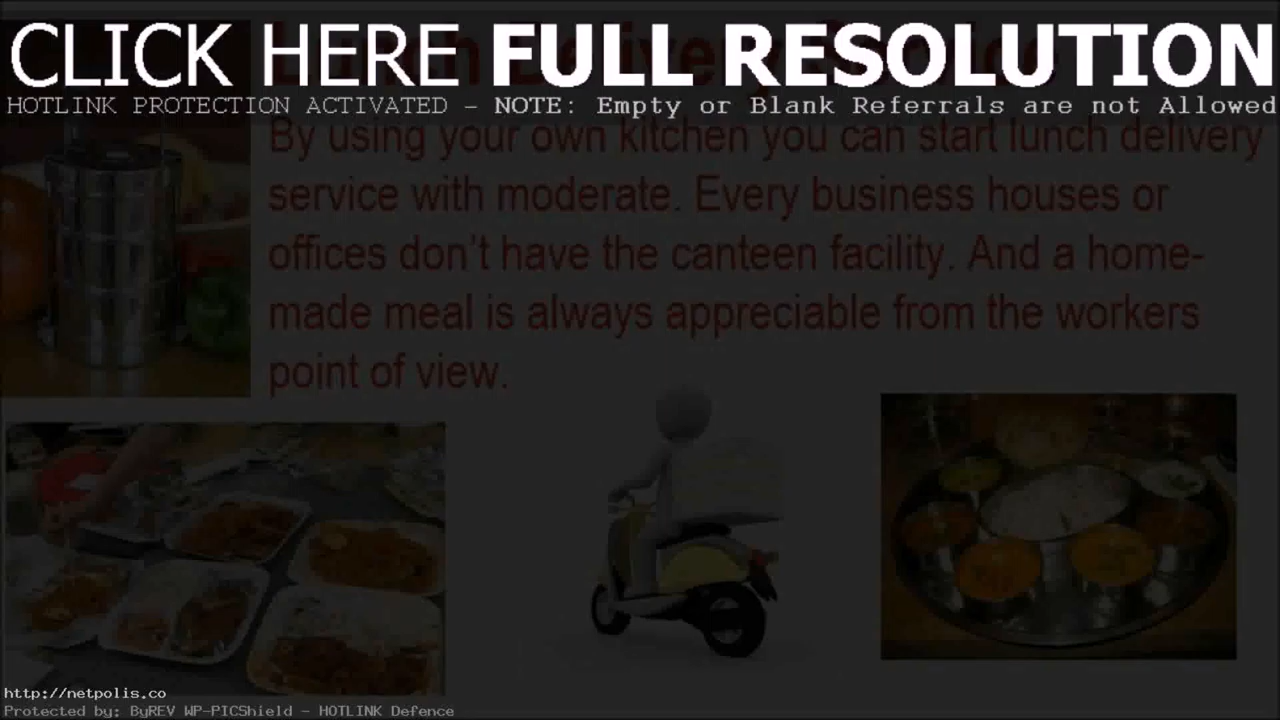 CLICK HERE FULL RESOLUTION
HOTLINK PROTECTION ACTIVATED – NOTE: Empty or Blank Referrals are not Allowed
By using your own kitchen you can start lunch delivery
service with moderate. Every business houses or
offices don't have the canteen facility. And a home-
made meal is always appreciable from the workers
point of view.
http://netpolis.co
Protected by: ByREV WP-PICShield – HOTLINK Defence